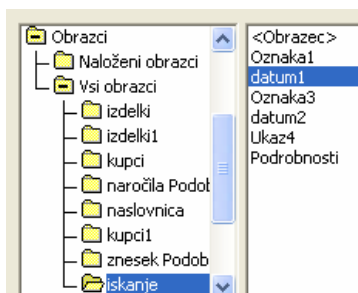 Obrazci
Naloženi obrazci
Vsi obrazci
izdelki
izdelki1
kupci
naročila Podob
naslovnica
kupci1
znesek Podob
iskanje
<Obrazec>
Oznaka1
datum1
Oznaka3
datum2
Ukaz4
Podrobnosti